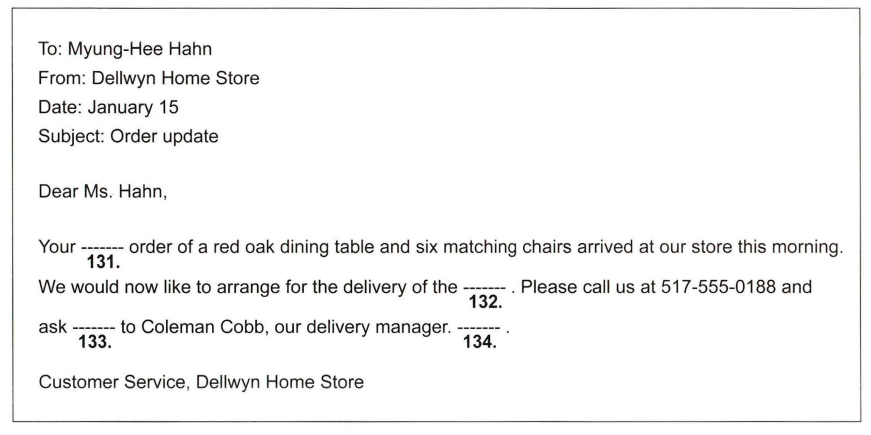 To: Myung-Hee Hahn
From: Dellwyn Home Store
Date: January 15
Subject: Order update
Dear Ms. Hahn,
Your ------- order of a red oak dining table and six matching chairs arrived at our store this morning.
131.
We would now like to arrange for the delivery of the ------- . Please call us at 517-555-0188 and
132.
ask ------- to Coleman Cobb, our delivery manager. ------- .
133. 134.
Customer Service, Dellwyn Home Store